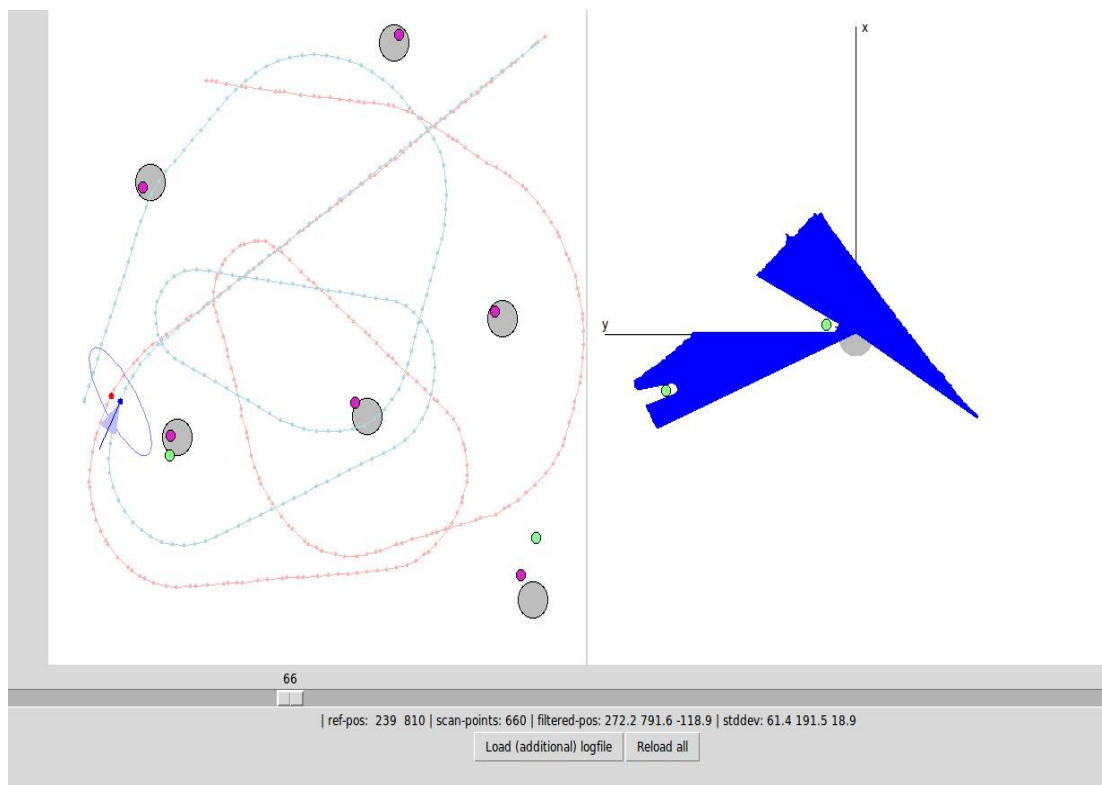 x
y
66
| ref-pos: 239 810 | scan-points: 660 | filtered-pos: 272.2 791.6 -118.9 | stddev: 61.4 191.5 18.9
Load (additional) logfile
Reload all